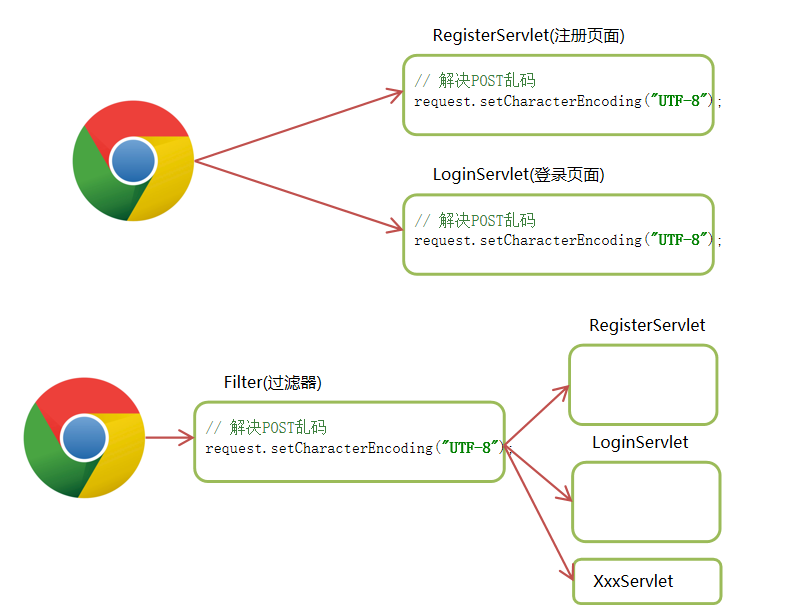 RegisterServlet(注册页面)
// 解决POST乱码
request.setCharacterEncoding("UTF-8");
LoginServlet(登录页面)
// 解决POST乱码
request.setCharacterEncoding("UTF-8");
RegisterServlet
Filter(过滤器)
// 解决POST乱码
request.setCharacterEncoding("UTF-8");
LoginServlet
XxxServlet